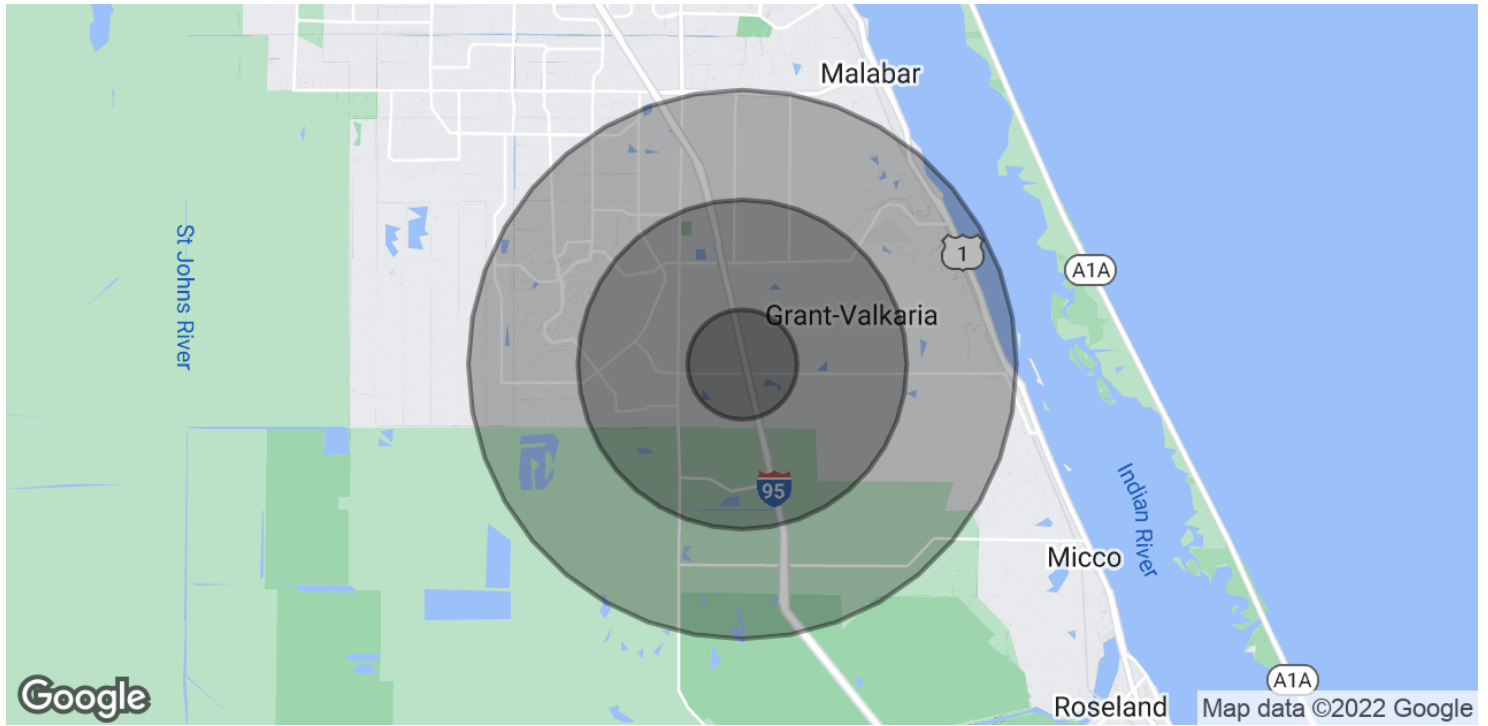 Malabar
St Johns River
1
A1A
Grant-Valkaria
95
Indian River
Micco
A1A
Roseland
Google
Map data ©2022 Google